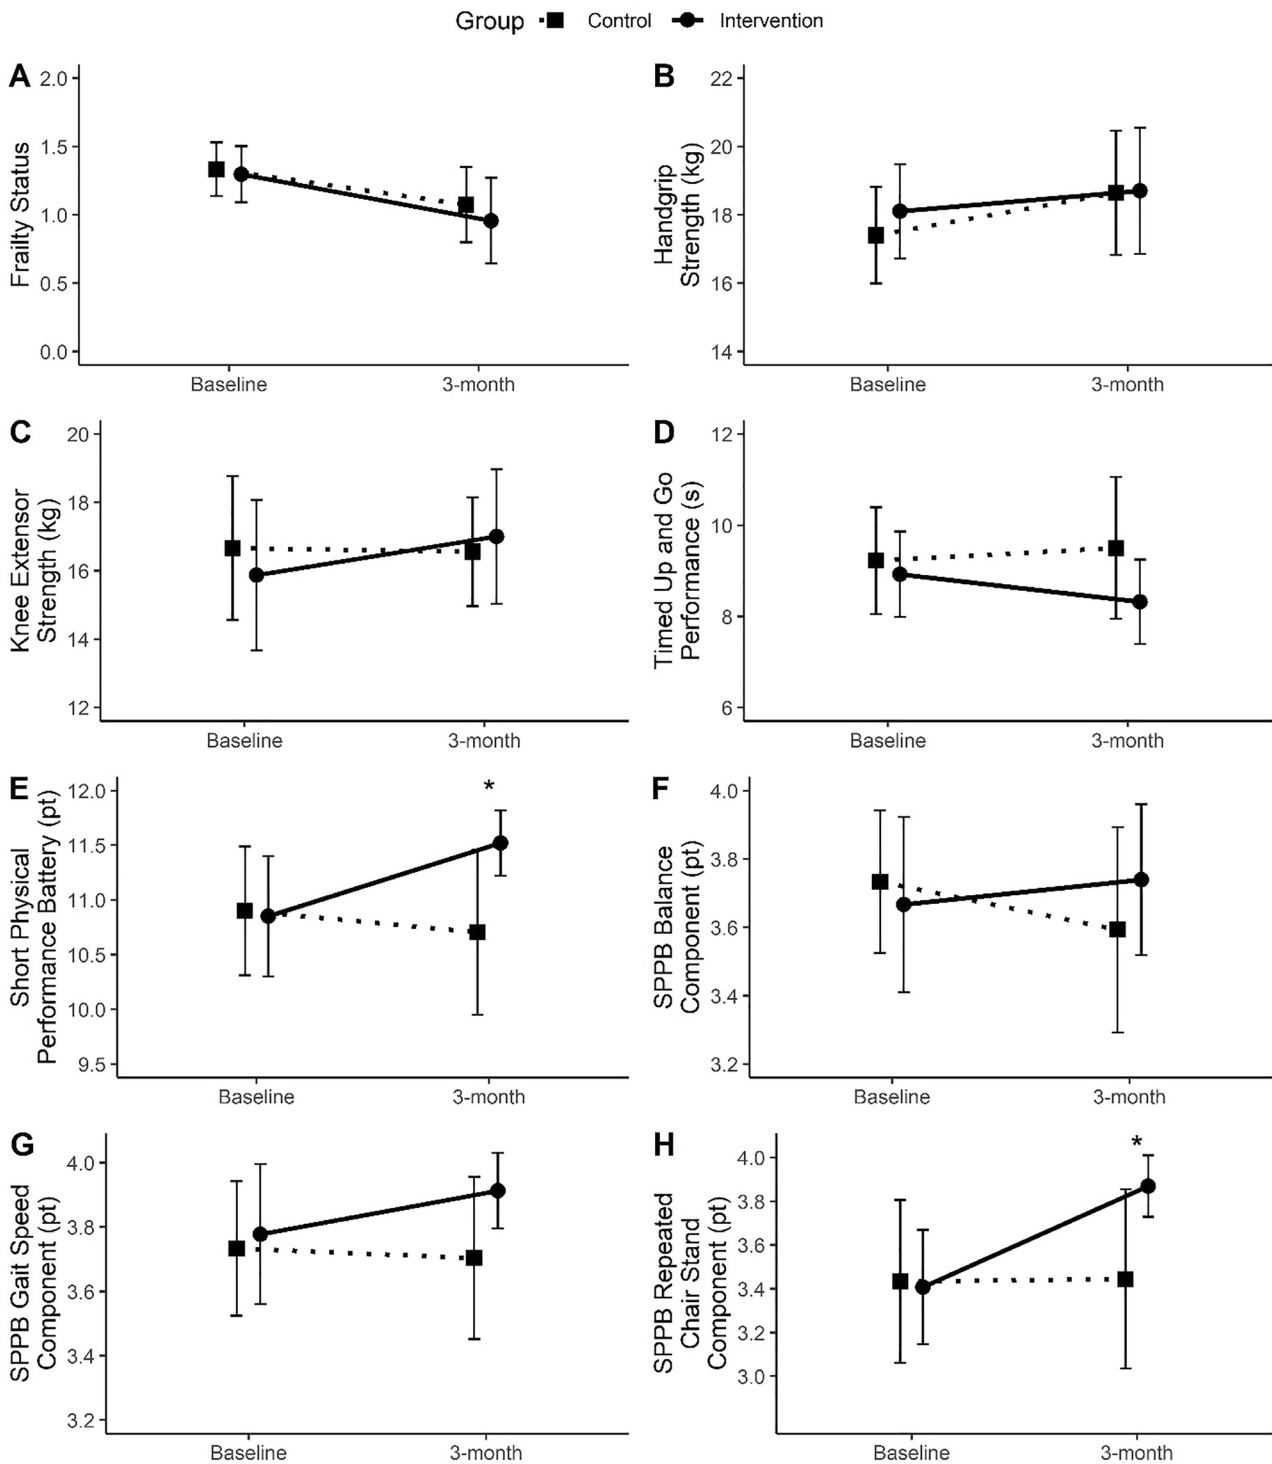 Group Control Intervention
A
Frailty Status
2.0
1.5
1.0
0.5
0.0
Baseline 3-month
B
Handgrip
Strength (kg)
22
20
18
16
14
Baseline 3-month
C
Knee Extensor
Strength (kg)
20
18
16
14
12
Baseline 3-month
D
Timed Up and Go
Performance (s)
12
10
8
6
Baseline 3-month
E
Short Physical
Performance Battery (pt)
12.0
11.5
11.0
10.5
10.0
9.5
*
Baseline 3-month
F
SPPB Balance
Component (pt)
4.0
3.8
3.6
3.4
3.2
Baseline 3-month
G
SPPB Gait Speed
Component (pt)
4.0
3.8
3.6
3.4
3.2
Baseline 3-month
H
SPPB Repeated
Chair Stand
Component (pt)
4.0
3.8
3.6
3.4
3.2
3.0
*
Baseline 3-month